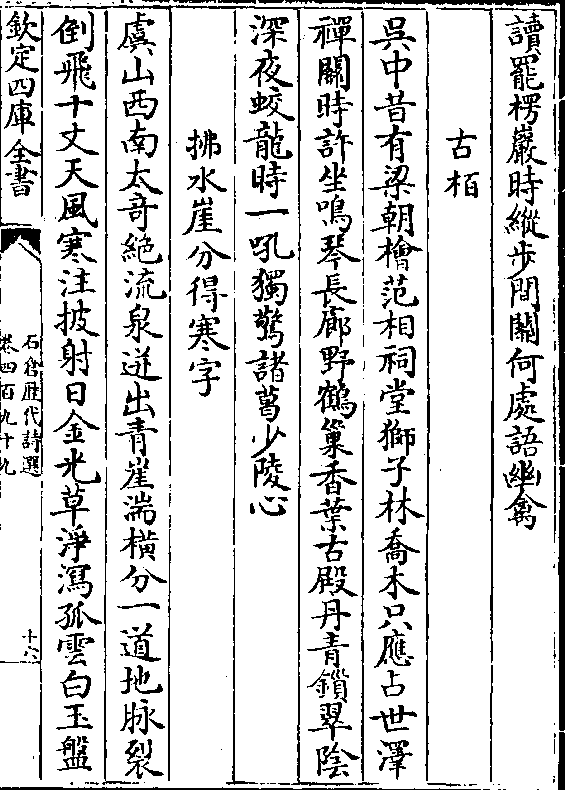 讀罷楞嚴時縱步間關何處語幽禽
古栢
吳中昔有梁朝檜范相祠堂獅子林喬木只應占世澤
禪關時許坐鳴琴長廊野鶴巢香葉古殿丹青鎖翠陰
深夜蛟龍時一吼獨驚諸葛少陵心
拂水崖分得寒字
虞山西南太奇絶流泉迸出青崖湍横分一道地脉裂
倒飛十丈天風寒注披射日金光草淨瀉孤雲白玉盤
欽定四庫全書
石倉歴代詩選
卷四百九十九
十六